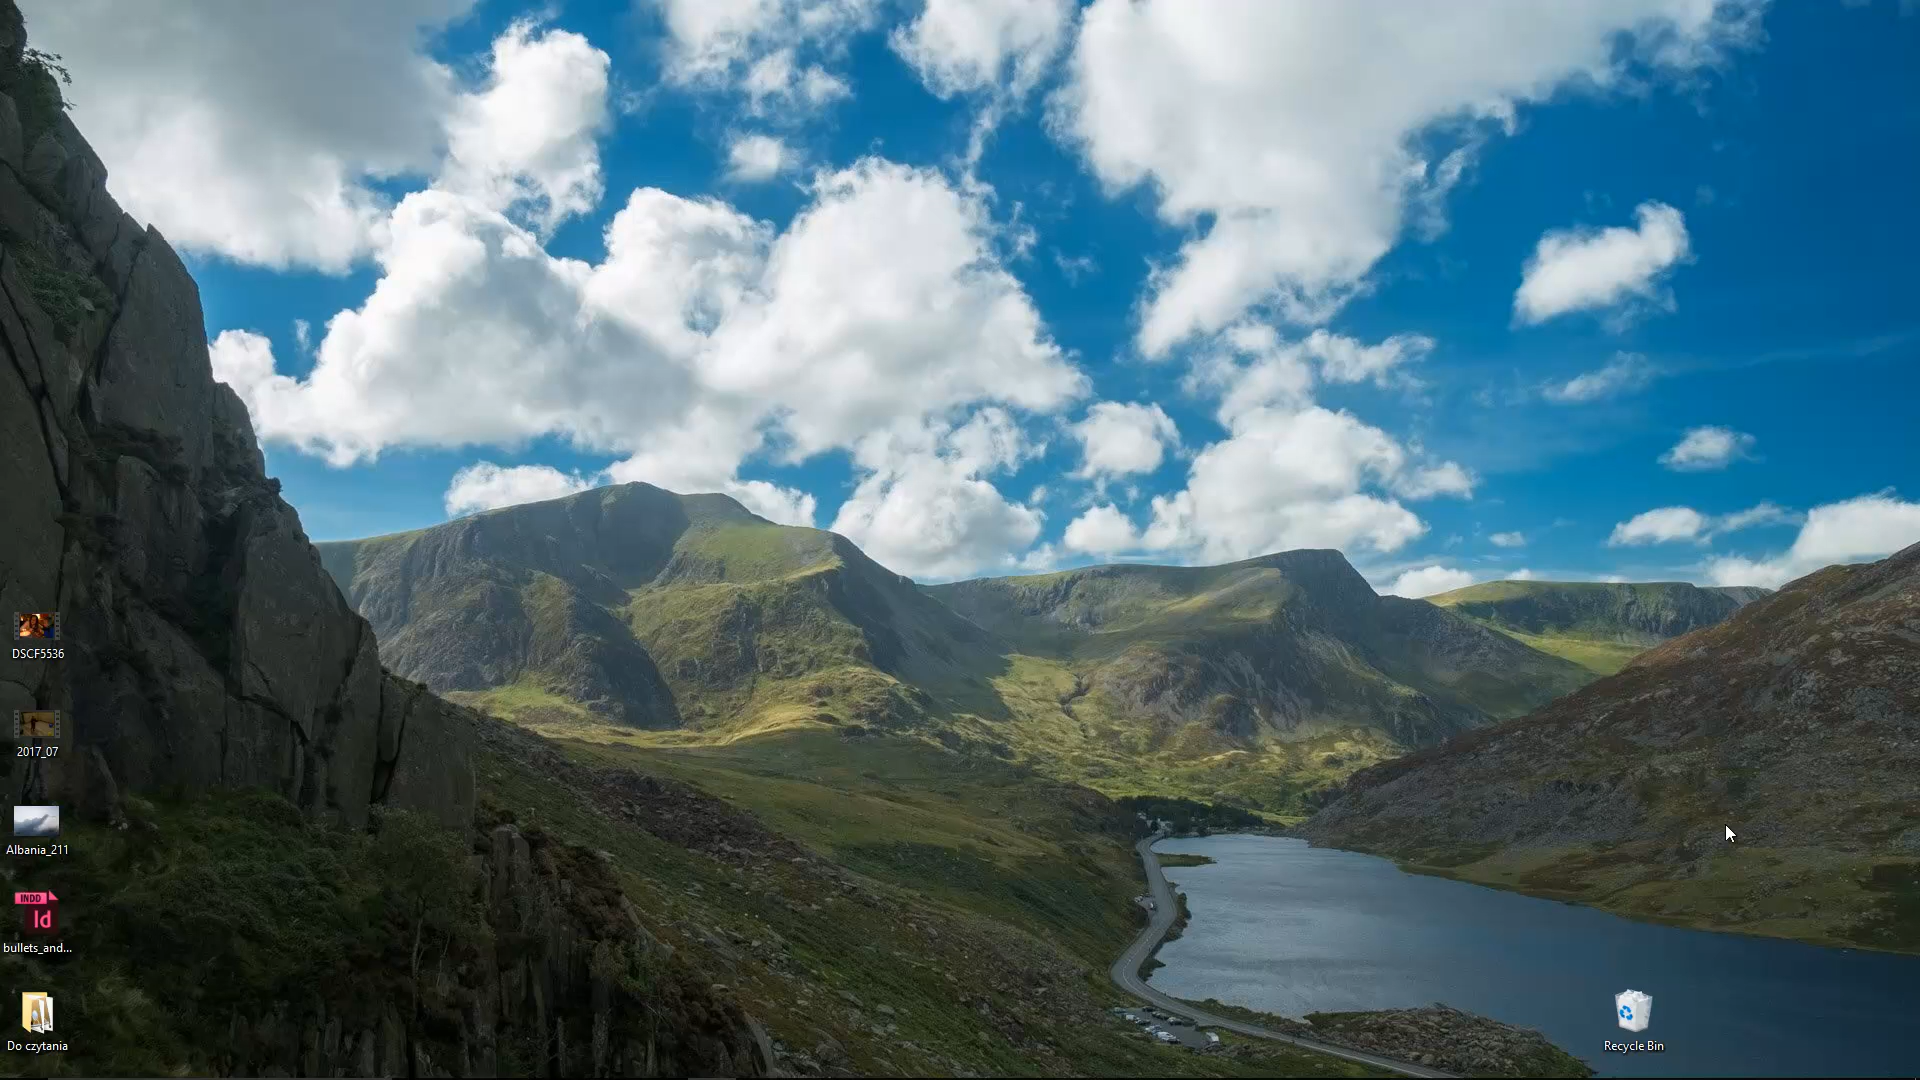 DSCF5536
2017_07
Albania_211
INDD
Id
bullets_and...
Do czytania
Recycle Bin